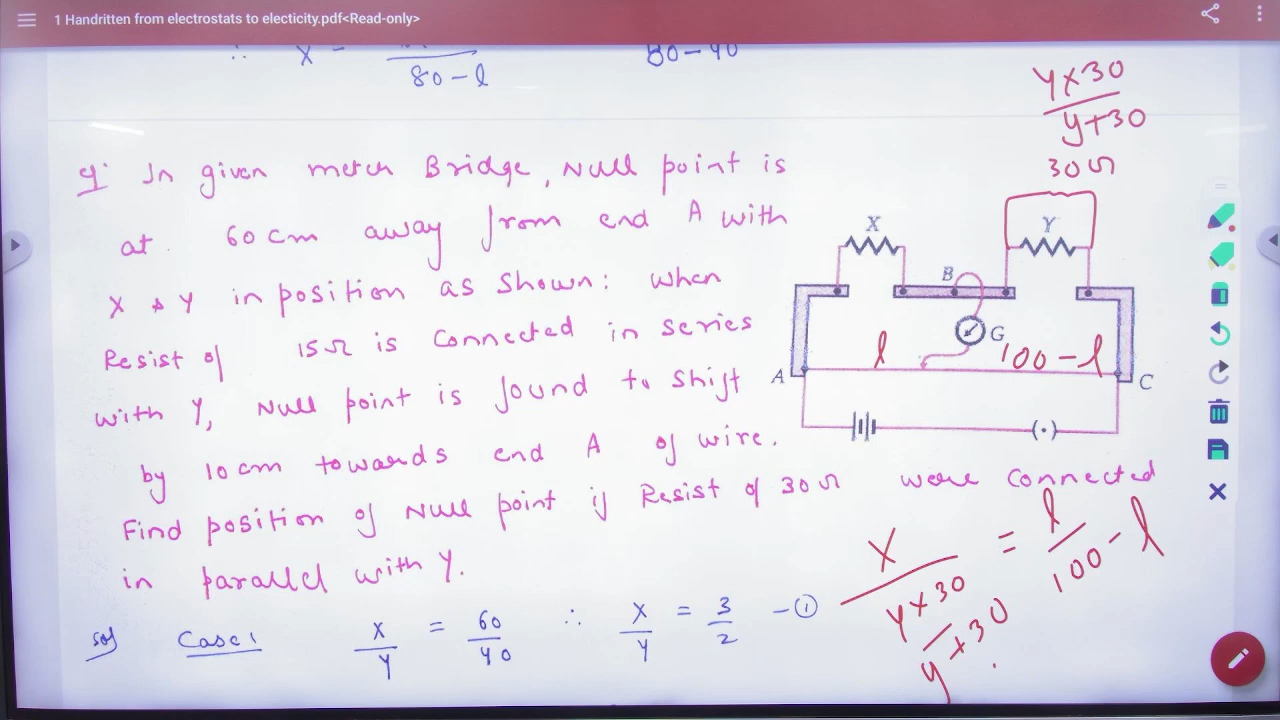 1 Handritten from electrostats to electicity.pdf<Read-only>
∴ X =
80 - l
80 - 40
Y×30
Y+30
30Ω
q. In given meter Bridge, Null point is
at 60 cm away from end A with
X & Y in position as shown: when
Resist of 15Ω is connected in series
with Y, Null point is found to shift
by 10 cm towards end A of wire.
Find position of Null point if Resist of 30Ω were connected
in parallel with Y.
X
Y
B
G
l
100 - l
A
C
(·)
X / (Y×30 / Y×30) = l / 100 - l
Sol Case 1 X/Y = 60/40 ∴ X/Y = 3/2 - ①